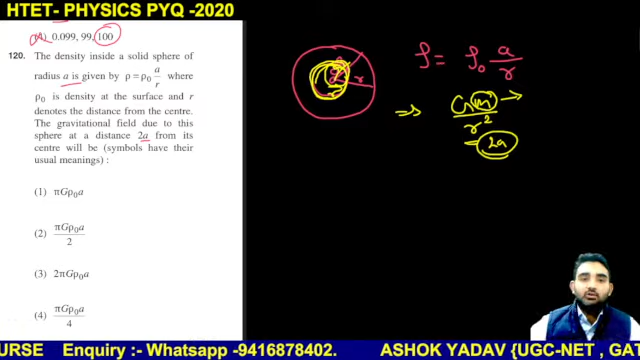 HTET- PHYSICS PYQ -2020
0.099, 99, 100
120. The density inside a solid sphere of
radius a is given by ρ = ρ₀ a/r where
ρ₀ is density at the surface and r
denotes the distance from the centre.
The gravitational field due to this
sphere at a distance 2a from its
centre will be (symbols have their
usual meanings) :
(1) πGρ₀a
(2) πGρ₀a/2
(3) 2πGρ₀a
(4) πGρ₀a/4
ρ = ρ₀ a/r
r
⇒ Gm/r² →
2a
URSE Enquiry :- Whatsapp -9416878402. ASHOK YADAV {UGC-NET , GAT